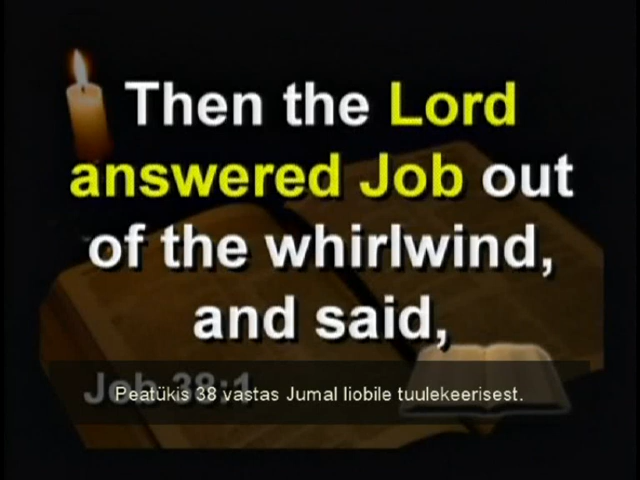 Then the Lord
answered Job out
of the whirlwind,
and said,
Job 38:1
Peatükis 38 vastas Jumal Iiobile tuulekeerisest.